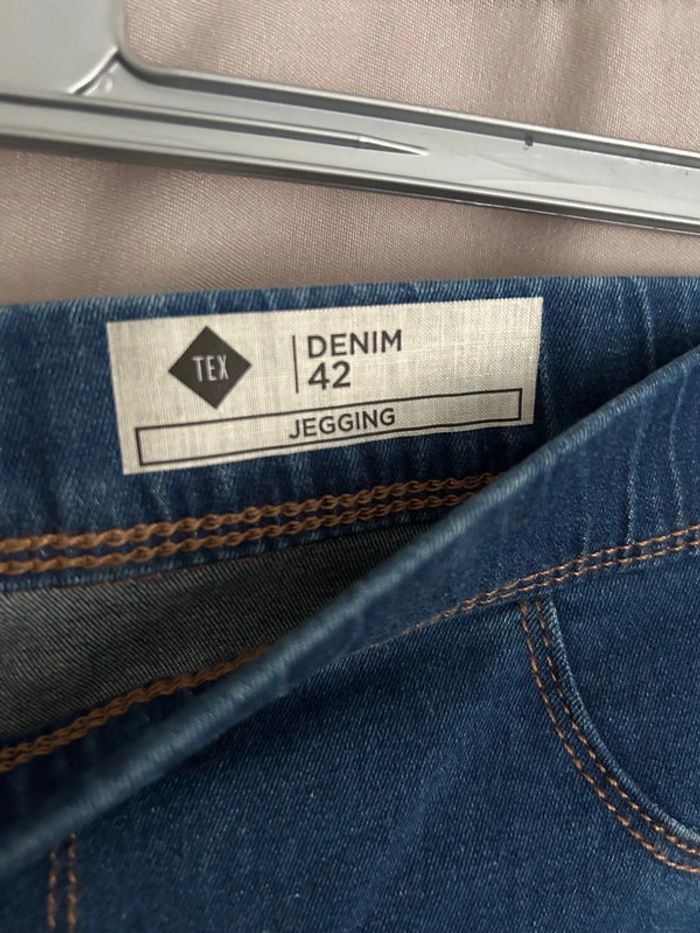 TEX
DENIM
42
JEGGING